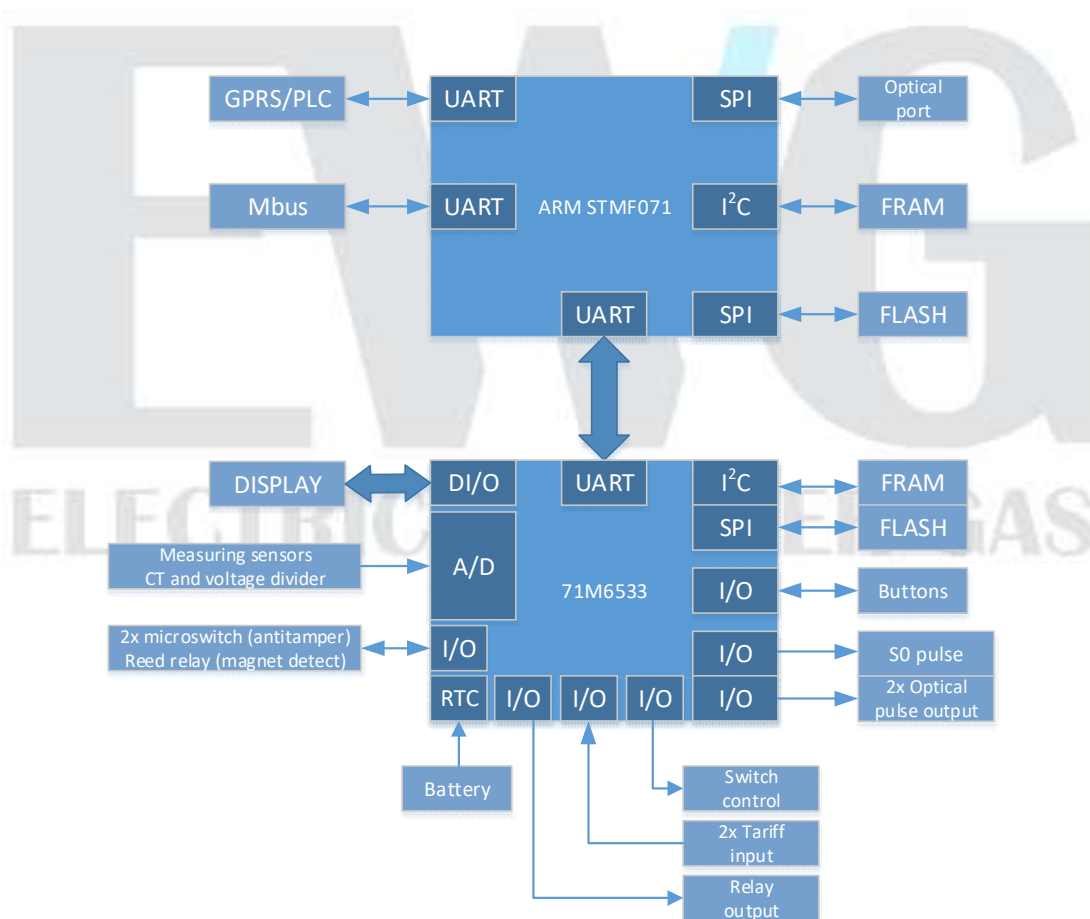 EWG
GPRS/PLC
UART
SPI
Optical
port
Mbus
UART
ARM STMF071
I²C
FRAM
UART
SPI
FLASH
DISPLAY
DI/O
UART
I²C
FRAM
SPI
FLASH
ELECTRIC
GAS
Measuring sensors
CT and voltage divider
A/D
71M6533
I/O
Buttons
2x microswitch (antitamper)
Reed relay (magnet detect)
I/O
I/O
S0 pulse
RTC
I/O
I/O
I/O
I/O
2x Optical
pulse output
Battery
Switch
control
2x Tariff
input
Relay
output